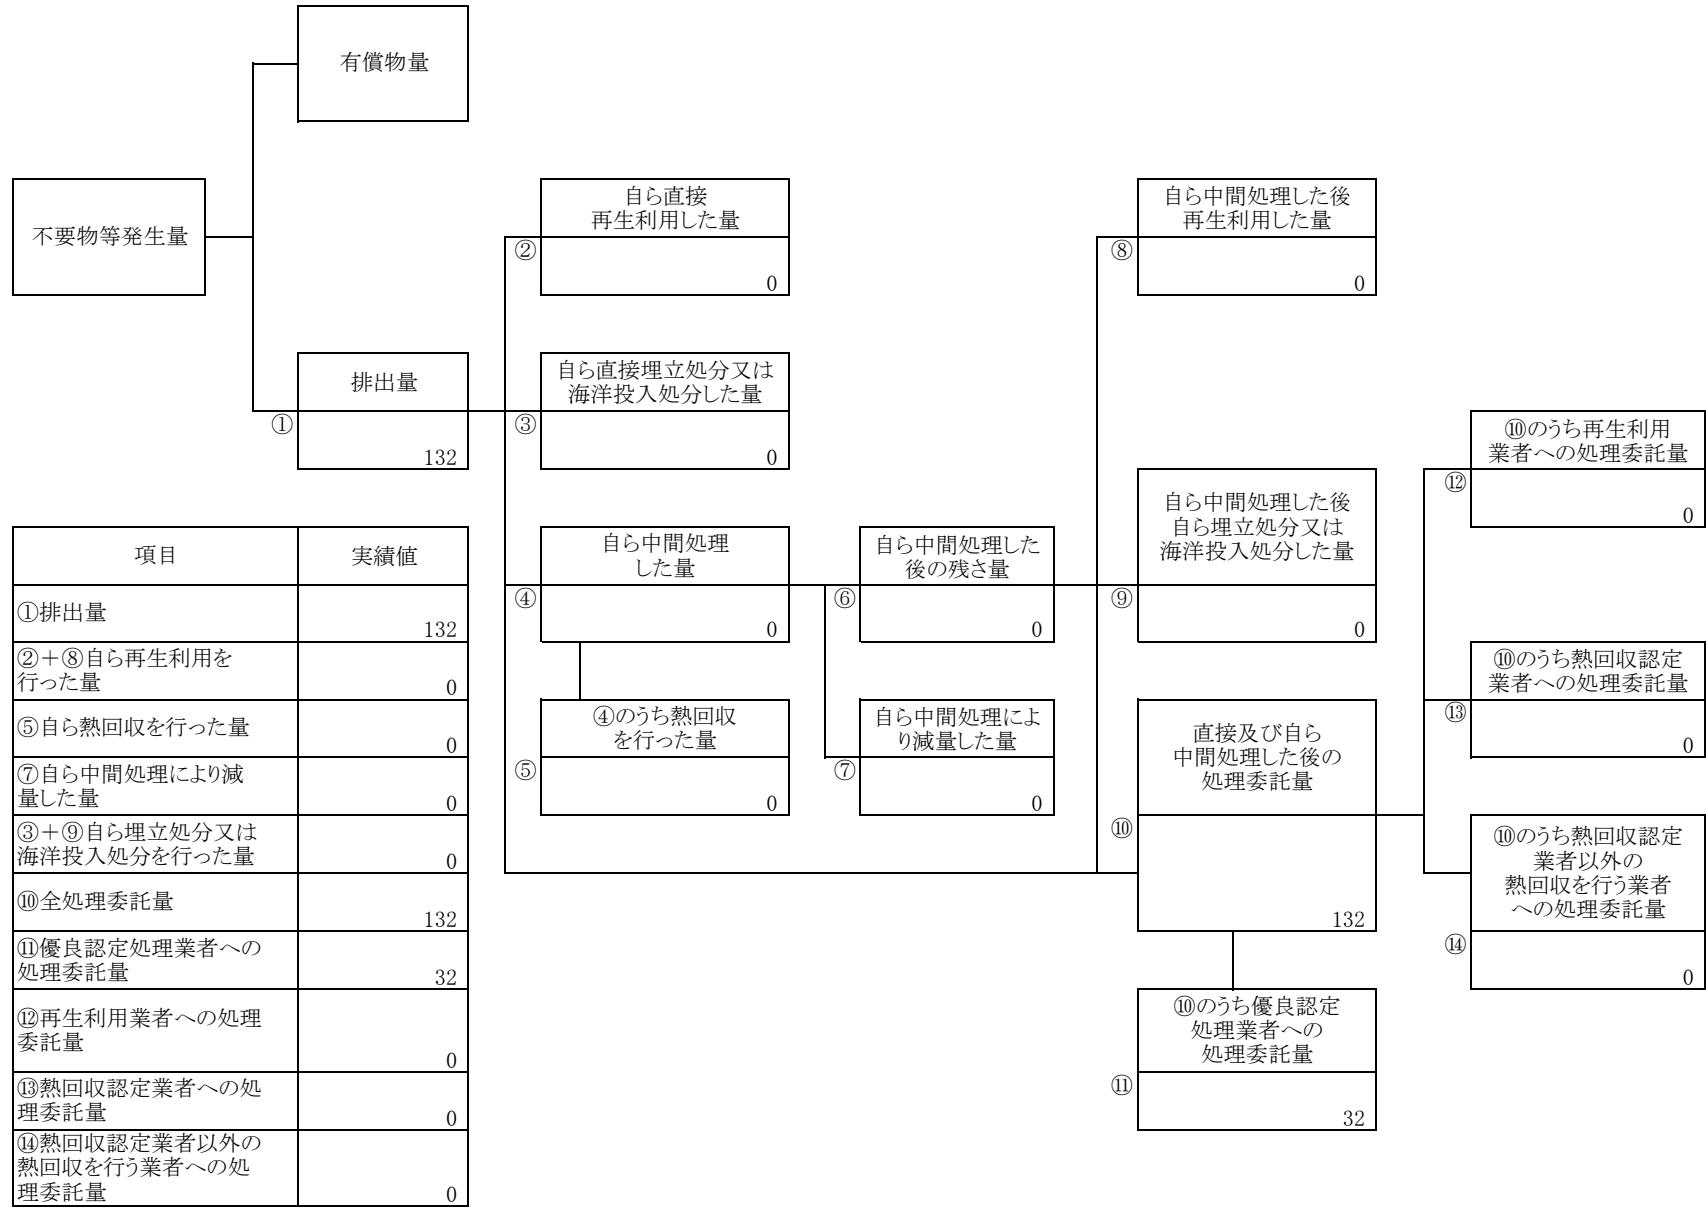 有償物量
不要物等発生量
自ら直接
再生利用した量
②
0
自ら中間処理した後
再生利用した量
⑧
0
排出量
①
132
自ら直接埋立処分又は
海洋投入処分した量
③
0
⑩のうち再生利用
業者への処理委託量
⑫
0
自ら中間処理
した量
④
0
自ら中間処理した
後の残さ量
⑥
0
自ら中間処理した後
自ら埋立処分又は
海洋投入処分した量
⑨
0
⑩のうち熱回収認定
業者への処理委託量
⑬
0
④のうち熱回収
を行った量
⑤
0
自ら中間処理によ
り減量した量
⑦
0
直接及び自ら
中間処理した後の
処理委託量
⑩
132
⑩のうち熱回収認定
業者以外の
熱回収を行う業者
への処理委託量
⑭
0
⑩のうち優良認定
処理業者への
処理委託量
⑪
32
項目 実績値
①排出量
132
②＋⑧自ら再生利用を
行った量
0
⑤自ら熱回収を行った量
0
⑦自ら中間処理により減
量した量
0
③＋⑨自ら埋立処分又は
海洋投入処分を行った量
0
⑩全処理委託量
132
⑪優良認定処理業者への
処理委託量
32
⑫再生利用業者への処理
委託量
0
⑬熱回収認定業者への処
理委託量
0
⑭熱回収認定業者以外の
熱回収を行う業者への処
理委託量
0